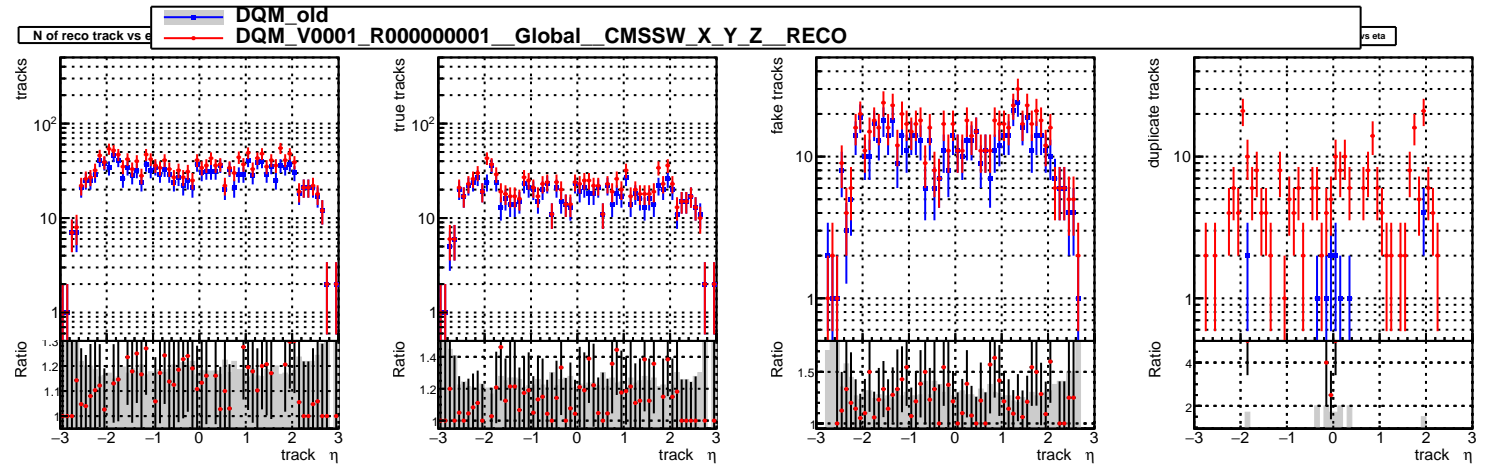 DQM_old
DQM_V0001_R000000001__Global__CMSSW_X_Y_Z__RECO
N of reco track vs
vs eta
tracks
10²
10
1
Ratio
1.3
1.2
1.1
1
−3 −2 −1 0 1 2 3
track η
true tracks
10²
10
1
Ratio
1.4
1.2
1
−3 −2 −1 0 1 2 3
track η
fake tracks
10
1
Ratio
1.5
1
−3 −2 −1 0 1 2 3
track η
duplicate tracks
10
1
Ratio
4
2
−3 −2 −1 0 1 2 3
track η